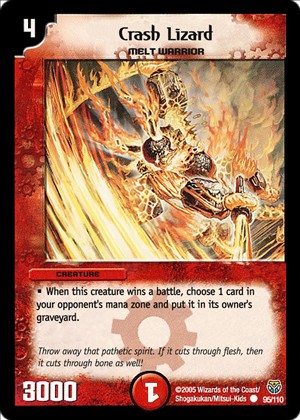 4
Crash Lizard
MELT WARRIOR
CREATURE
▪ When this creature wins a battle, choose 1 card in
your opponent's mana zone and put it in its owner's
graveyard.
Throw away that pathetic spirit. If it cuts through flesh, then
it cuts through bone as well!
3000
1
©2005 Wizards of the Coast/
Shogakukan/Mitsui-Kids ● 95/110